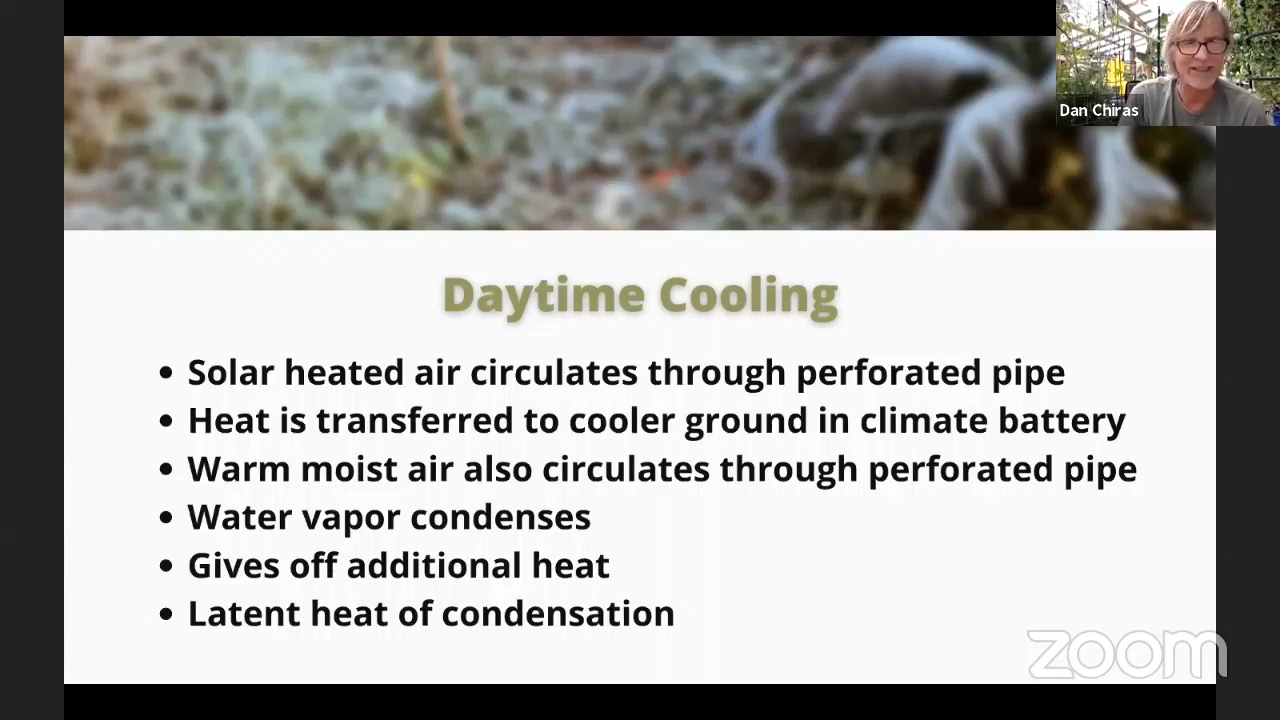 Dan Chiras
Daytime Cooling
• Solar heated air circulates through perforated pipe
• Heat is transferred to cooler ground in climate battery
• Warm moist air also circulates through perforated pipe
• Water vapor condenses
• Gives off additional heat
• Latent heat of condensation
zoom